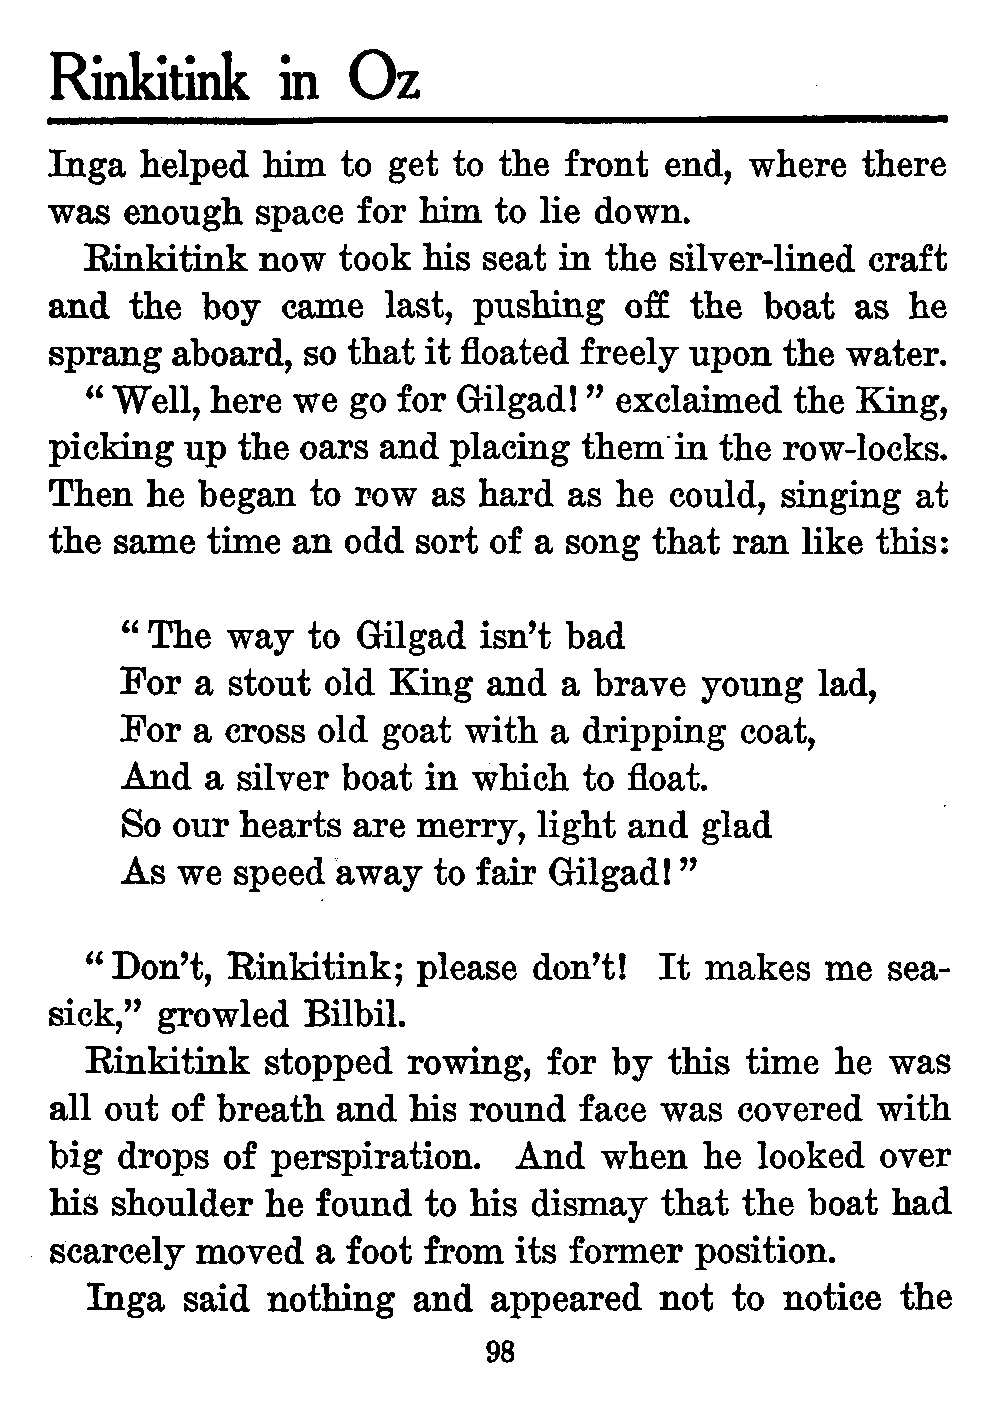 Rinkitink in Oz
Inga helped him to get to the front end, where there
was enough space for him to lie down.
Rinkitink now took his seat in the silver-lined craft
and the boy came last, pushing off the boat as he
sprang aboard, so that it floated freely upon the water.
“Well, here we go for Gilgad!” exclaimed the King,
picking up the oars and placing them in the row-locks.
Then he began to row as hard as he could, singing at
the same time an odd sort of a song that ran like this:
“The way to Gilgad isn’t bad
For a stout old King and a brave young lad,
For a cross old goat with a dripping coat,
And a silver boat in which to float.
So our hearts are merry, light and glad
As we speed away to fair Gilgad!”
“Don’t, Rinkitink; please don’t! It makes me sea-
sick,” growled Bilbil.
Rinkitink stopped rowing, for by this time he was
all out of breath and his round face was covered with
big drops of perspiration. And when he looked over
his shoulder he found to his dismay that the boat had
scarcely moved a foot from its former position.
Inga said nothing and appeared not to notice the
98